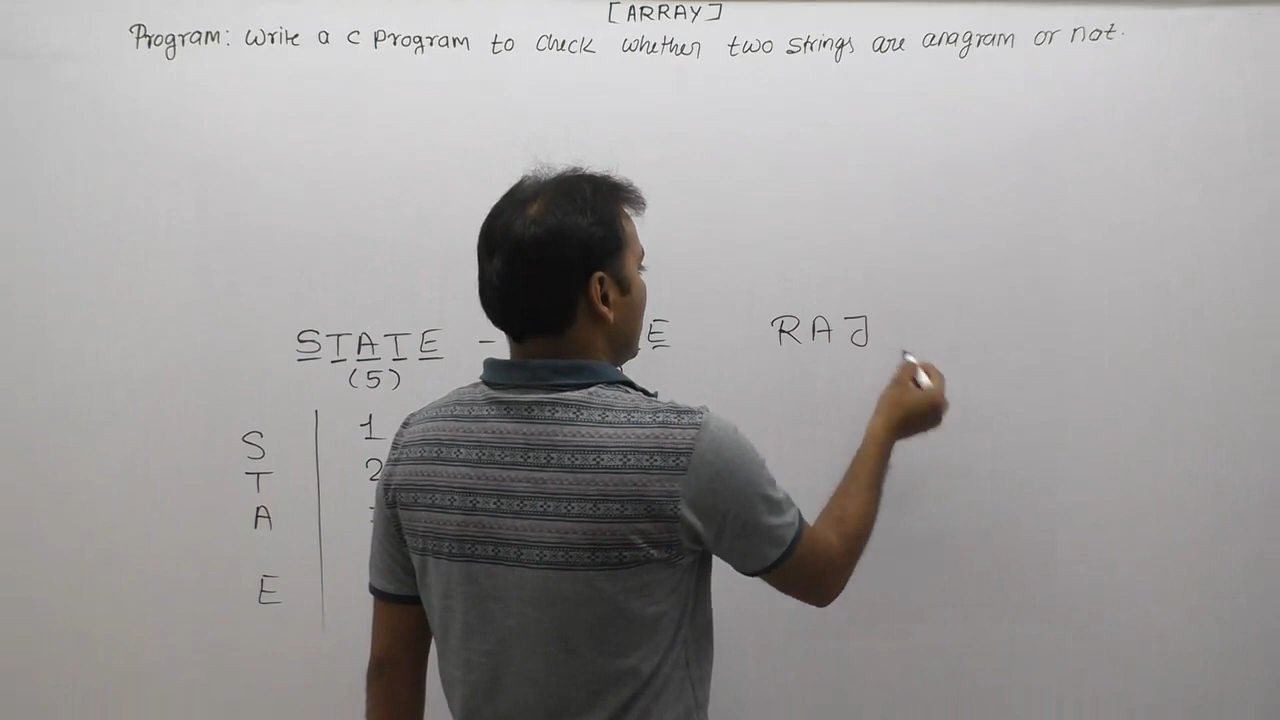 [ARRAY]
Program: Write a c program to check whether two strings are anagram or not.
STATE - E RAJ
(5)
S 1
T 2
A
E